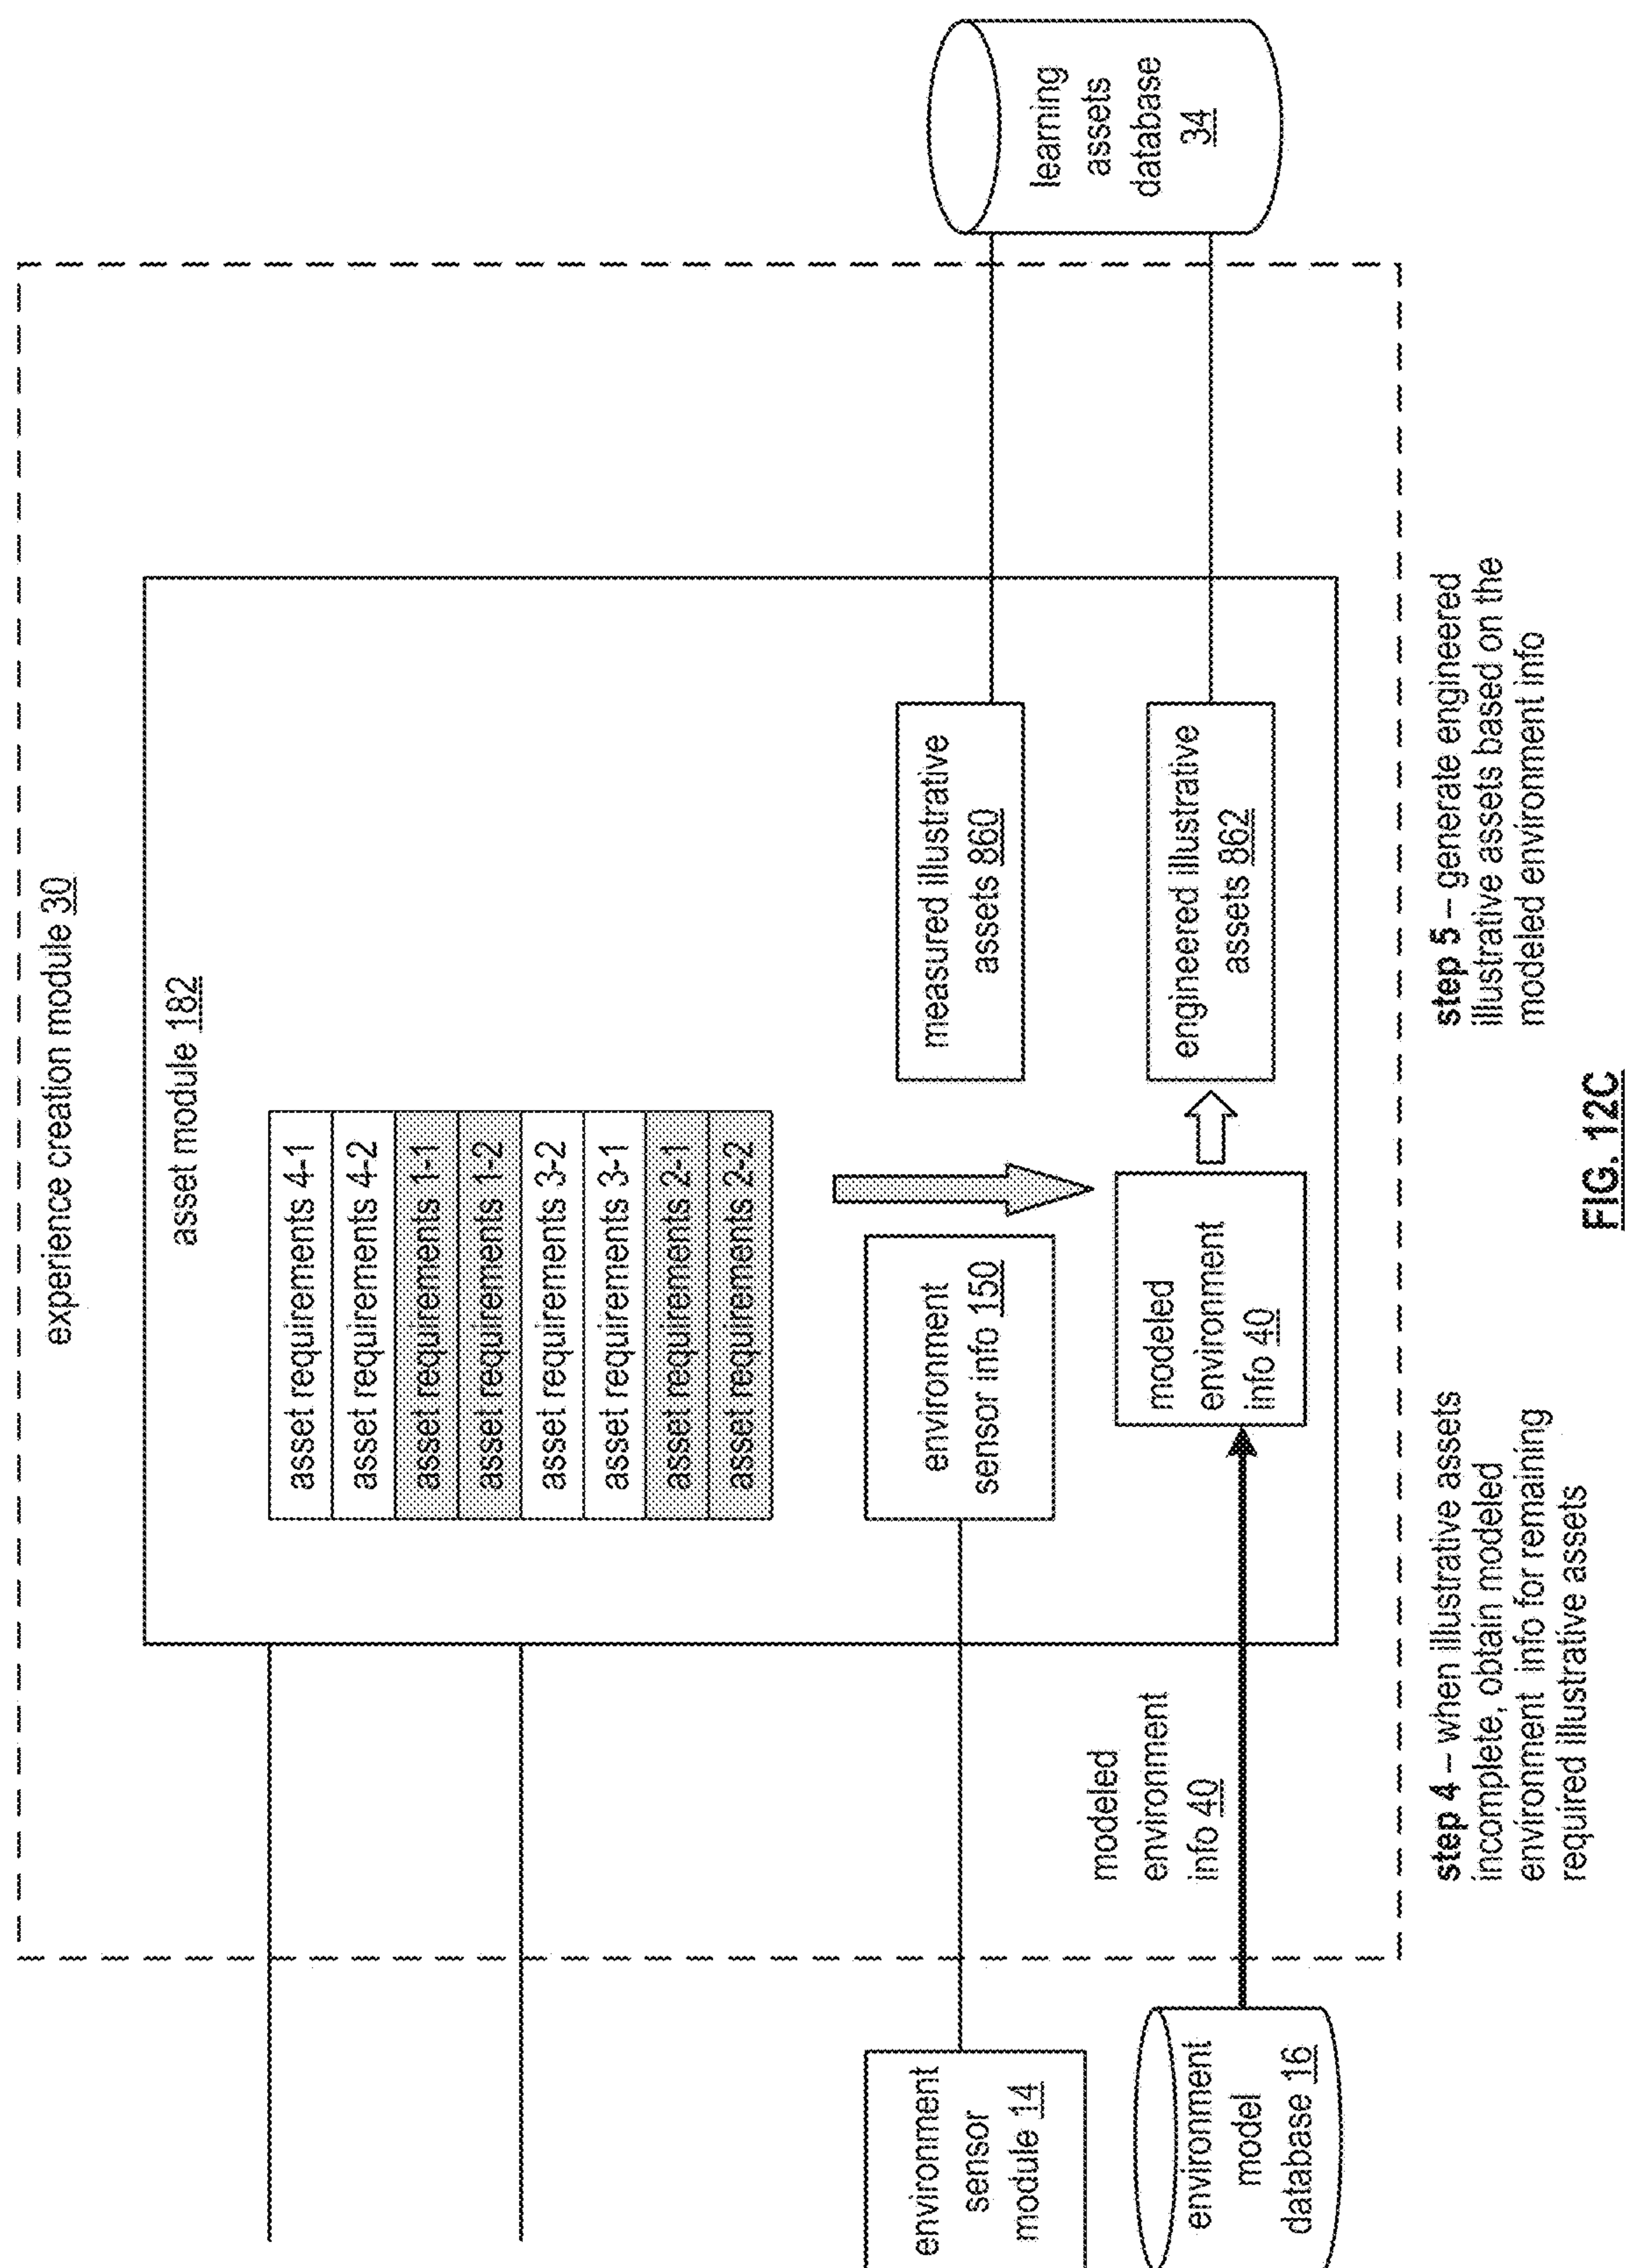 experience creation module 30
asset module 182
asset requirements 4-1
asset requirements 4-2
asset requirements 1-1
asset requirements 1-2
asset requirements 3-2
asset requirements 3-1
asset requirements 2-1
asset requirements 2-2
environment
sensor
module 14
environment
sensor info 150
measured illustrative
assets 860
learning
assets
database
34
environment
model
database 16
modeled
environment
info 40
modeled
environment
info 40
engineered illustrative
assets 862
step 4 – when illustrative assets
incomplete, obtain modeled
environment info for remaining
required illustrative assets
step 5 – generate engineered
illustrative assets based on the
modeled environment info
FIG. 12C